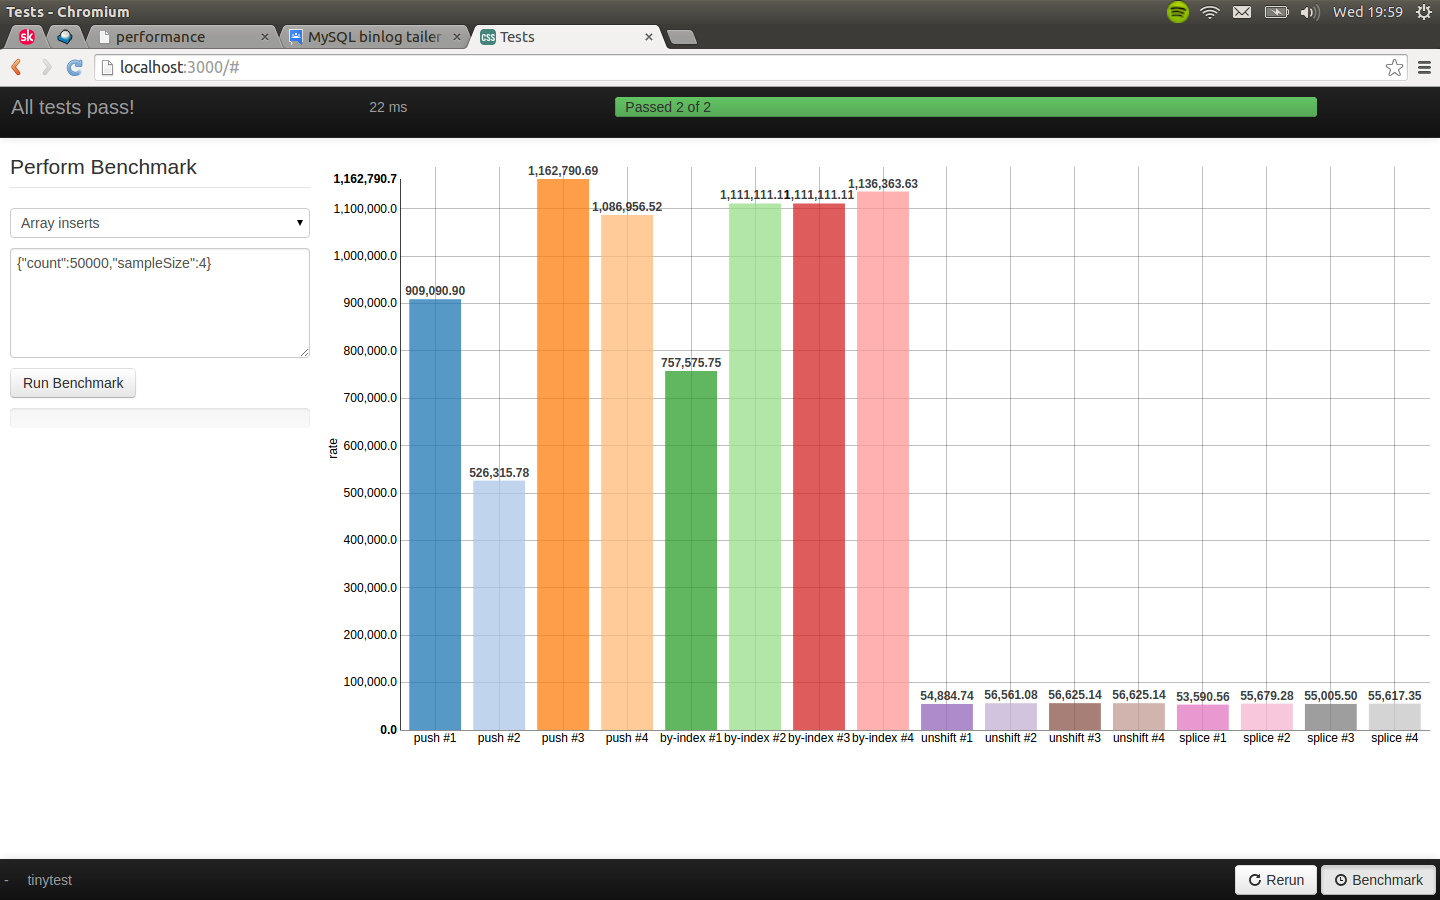 Tests - Chromium
Wed 19:59
sk
performance ×
MySQL binlog tailer ×
CSS Tests ×
localhost:3000/#
All tests pass!
22 ms
Passed 2 of 2
Perform Benchmark
Array inserts
{"count":50000,"sampleSize":4}
Run Benchmark
rate
1,162,790.7
1,100,000.0
1,000,000.0
900,000.0
800,000.0
700,000.0
600,000.0
500,000.0
400,000.0
300,000.0
200,000.0
100,000.0
0.0
909,090.90
526,315.78
1,162,790.69
1,086,956.52
757,575.75
1,111,111.11
1,111,111.11
1,136,363.63
54,884.74
56,561.08
56,625.14
56,625.14
53,590.56
55,679.28
55,005.50
55,617.35
push #1
push #2
push #3
push #4
by-index #1
by-index #2
by-index #3
by-index #4
unshift #1
unshift #2
unshift #3
unshift #4
splice #1
splice #2
splice #3
splice #4
- tinytest
Rerun
Benchmark